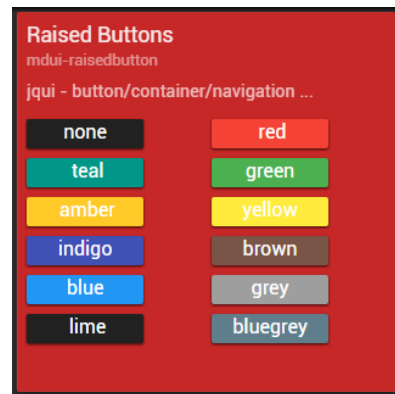 Raised Buttons
mdui-raisedbutton
jqui - button/container/navigation ...
none red
teal green
amber yellow
indigo brown
blue grey
lime bluegrey